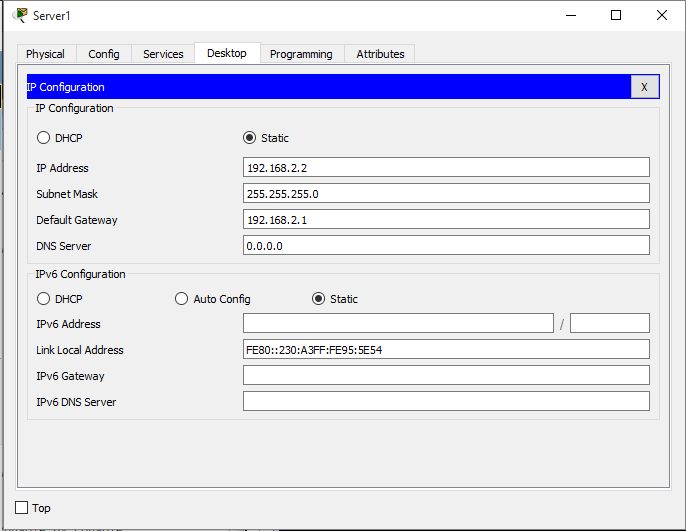 Server1
Physical Config Services Desktop Programming Attributes
IP Configuration X
IP Configuration
DHCP Static
IP Address 192.168.2.2
Subnet Mask 255.255.255.0
Default Gateway 192.168.2.1
DNS Server 0.0.0.0
IPv6 Configuration
DHCP Auto Config Static
IPv6 Address /
Link Local Address FE80::230:A3FF:FE95:5E54
IPv6 Gateway
IPv6 DNS Server
Top